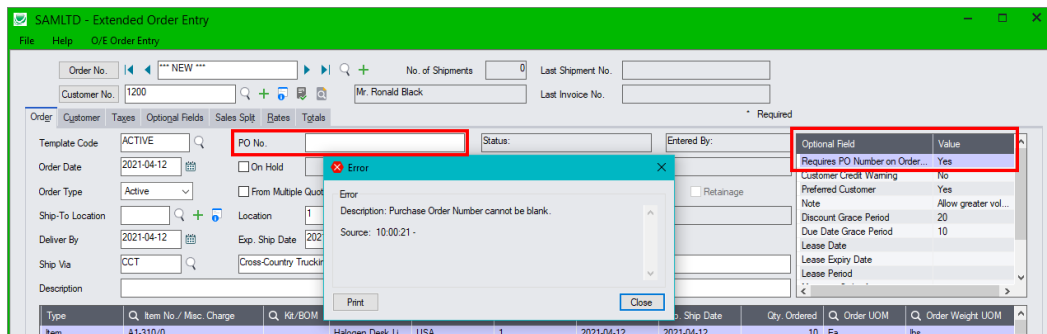 SAMLTD - Extended Order Entry
File Help O/E Order Entry
Order No. *** NEW *** No. of Shipments 0 Last Shipment No.
Customer No. 1200 Mr. Ronald Black Last Invoice No.
Order Customer Taxes Optional Fields Sales Split Rates Totals * Required
Template Code ACTIVE PO No. Status: Entered By: Optional Field Value
Order Date 2021-04-12 On Hold Error Requires PO Number on Order... Yes
Customer Credit Warning No
Order Type Active From Multiple Quot Error Retainage Preferred Customer Yes
Description: Purchase Order Number cannot be blank. Note Allow greater vol...
Ship-To Location Location 1 Discount Grace Period 20
Source: 10:00:21 - Due Date Grace Period 10
Deliver By 2021-04-12 Exp. Ship Date 202 Lease Date
Lease Expiry Date
Ship Via CCT Cross-Country Truckin Lease Period
Description Print Close
Type Item No./ Misc. Charge Kit/BOM . Ship Date Qty. Ordered Order UOM Order Weight UOM
Item A1-310/0 Halogen Desk Li... USA 1 2021-04-12 2021-04-12 10 Ea. lbs.